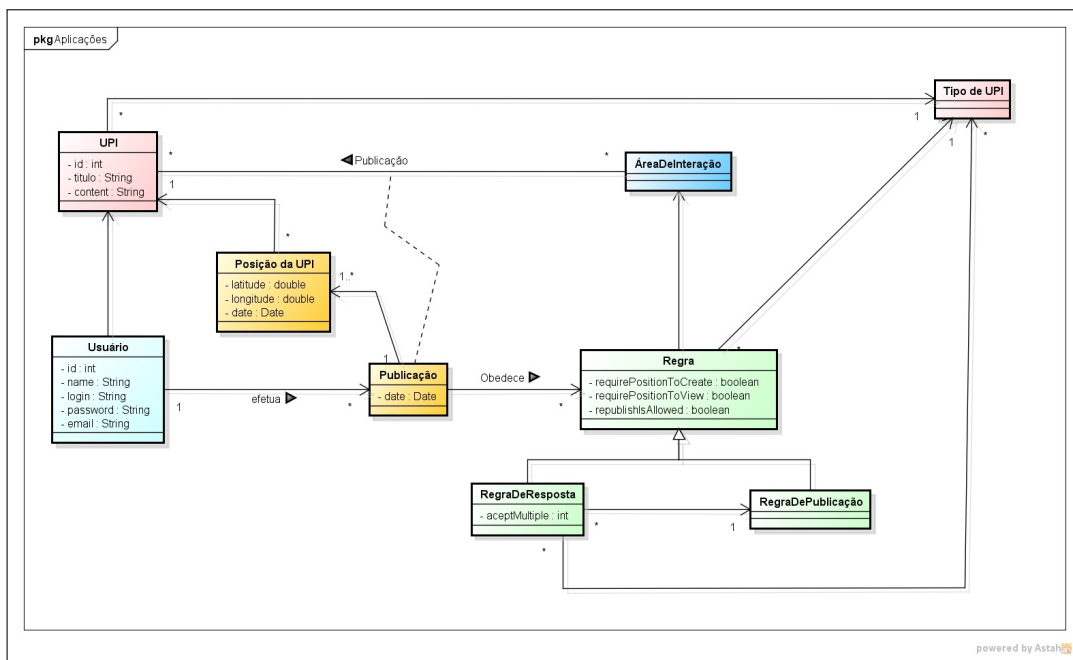 pkg Aplicações
Tipo de UPI
*
1
1
*
UPI
- id : int
- titulo : String
- content : String
*
1
Publicação
*
ÁreaDeInteração
*
Posição da UPI
- latitude : double
- longitude : double
- date : Date
1..*
Usuário
- id : int
- name : String
- login : String
- password : String
- email : String
1
efetua
*
1
Publicação
- date : Date
Obedece
*
*
Regra
- requirePositionToCreate : boolean
- requirePositionToView : boolean
- republishIsAllowed : boolean
RegraDeResposta
- aceptMultiple : int
*
1
*
RegraDePublicação
powered by Astah